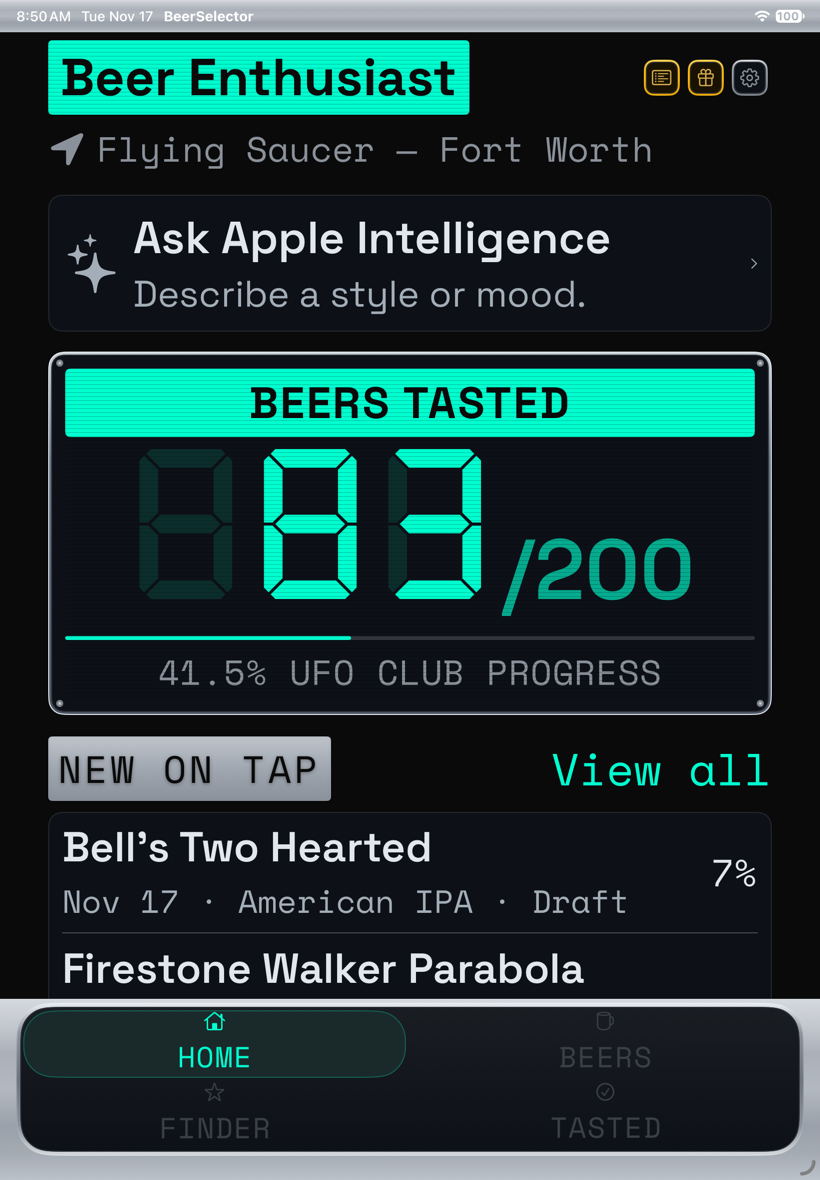 8:50 AM Tue Nov 17 BeerSelector 100
Beer Enthusiast
Flying Saucer — Fort Worth
Ask Apple Intelligence
Describe a style or mood.
BEERS TASTED
83/200
41.5% UFO CLUB PROGRESS
NEW ON TAP View all
Bell’s Two Hearted
7%
Nov 17 · American IPA · Draft
Firestone Walker Parabola
HOME BEERS
FINDER TASTED